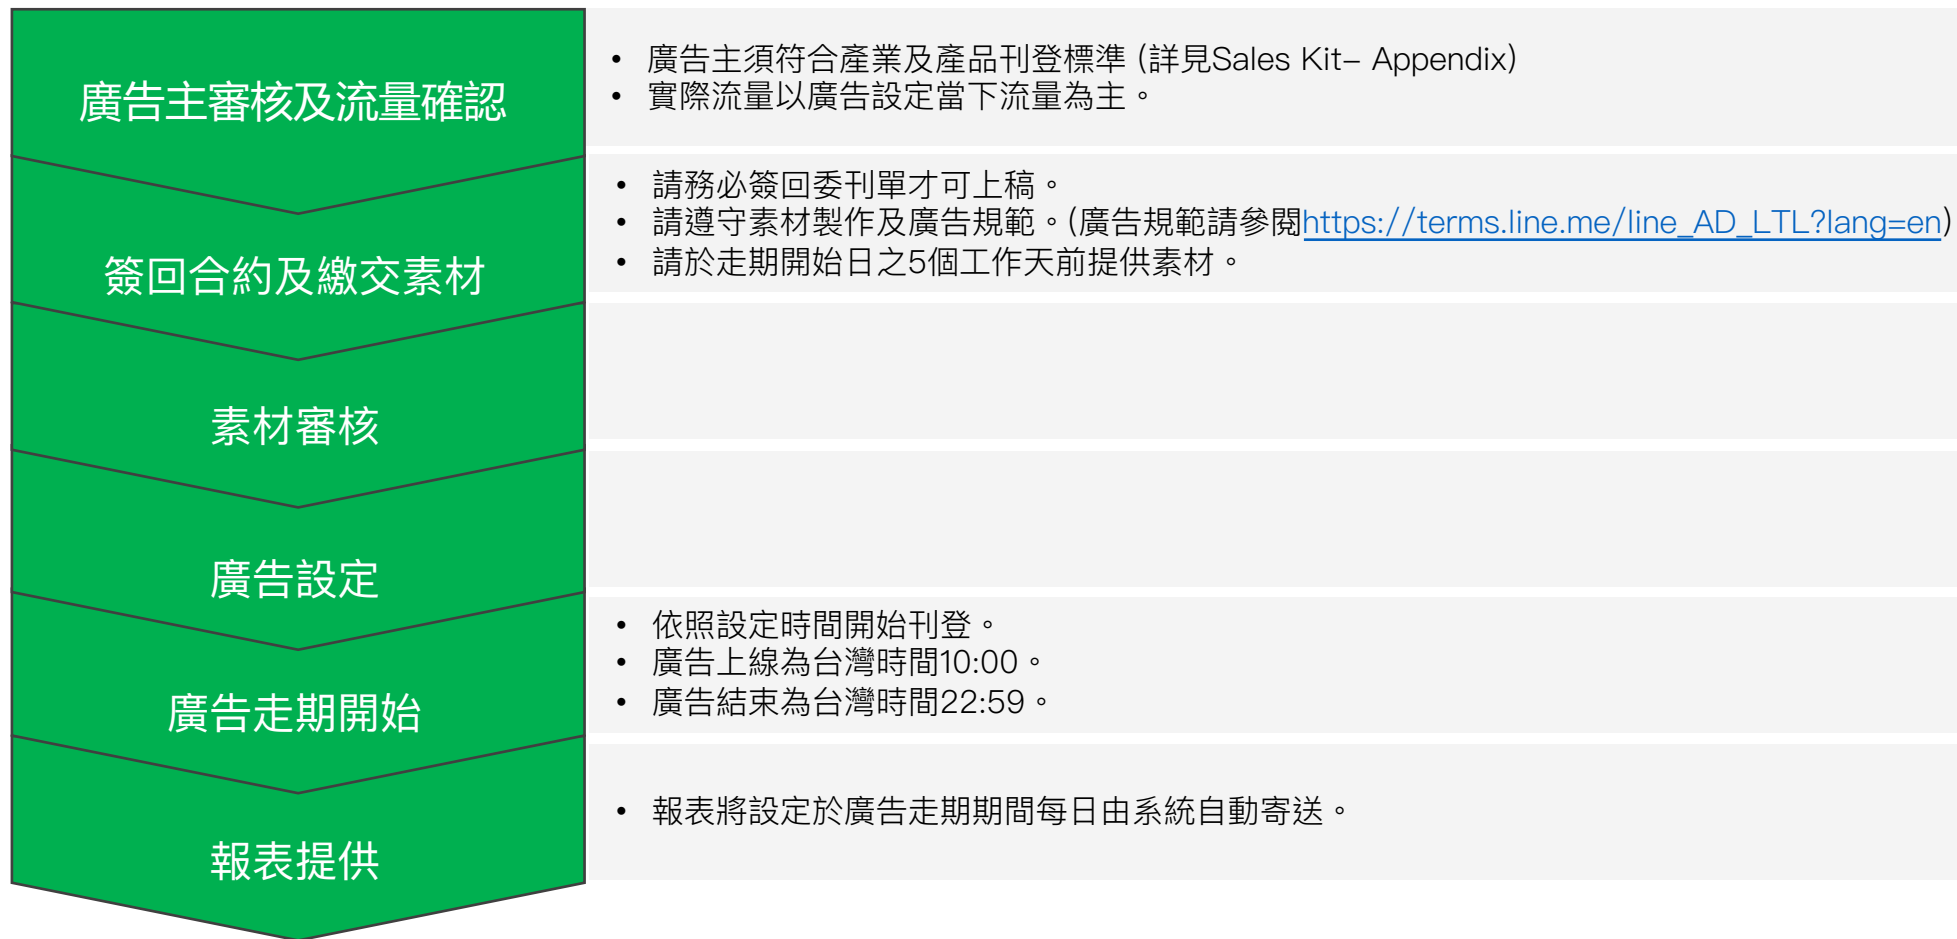 廣告主審核及流量確認
• 廣告主須符合產業及產品刊登標準 (詳見Sales Kit– Appendix)
• 實際流量以廣告設定當下流量為主。
簽回合約及繳交素材
• 請務必簽回委刊單才可上稿。
• 請遵守素材製作及廣告規範。(廣告規範請參閱https://terms.line.me/line_AD_LTL?lang=en)
• 請於走期開始日之5個工作天前提供素材。
素材審核
廣告設定
廣告走期開始
• 依照設定時間開始刊登。
• 廣告上線為台灣時間10:00。
• 廣告結束為台灣時間22:59。
報表提供
• 報表將設定於廣告走期期間每日由系統自動寄送。